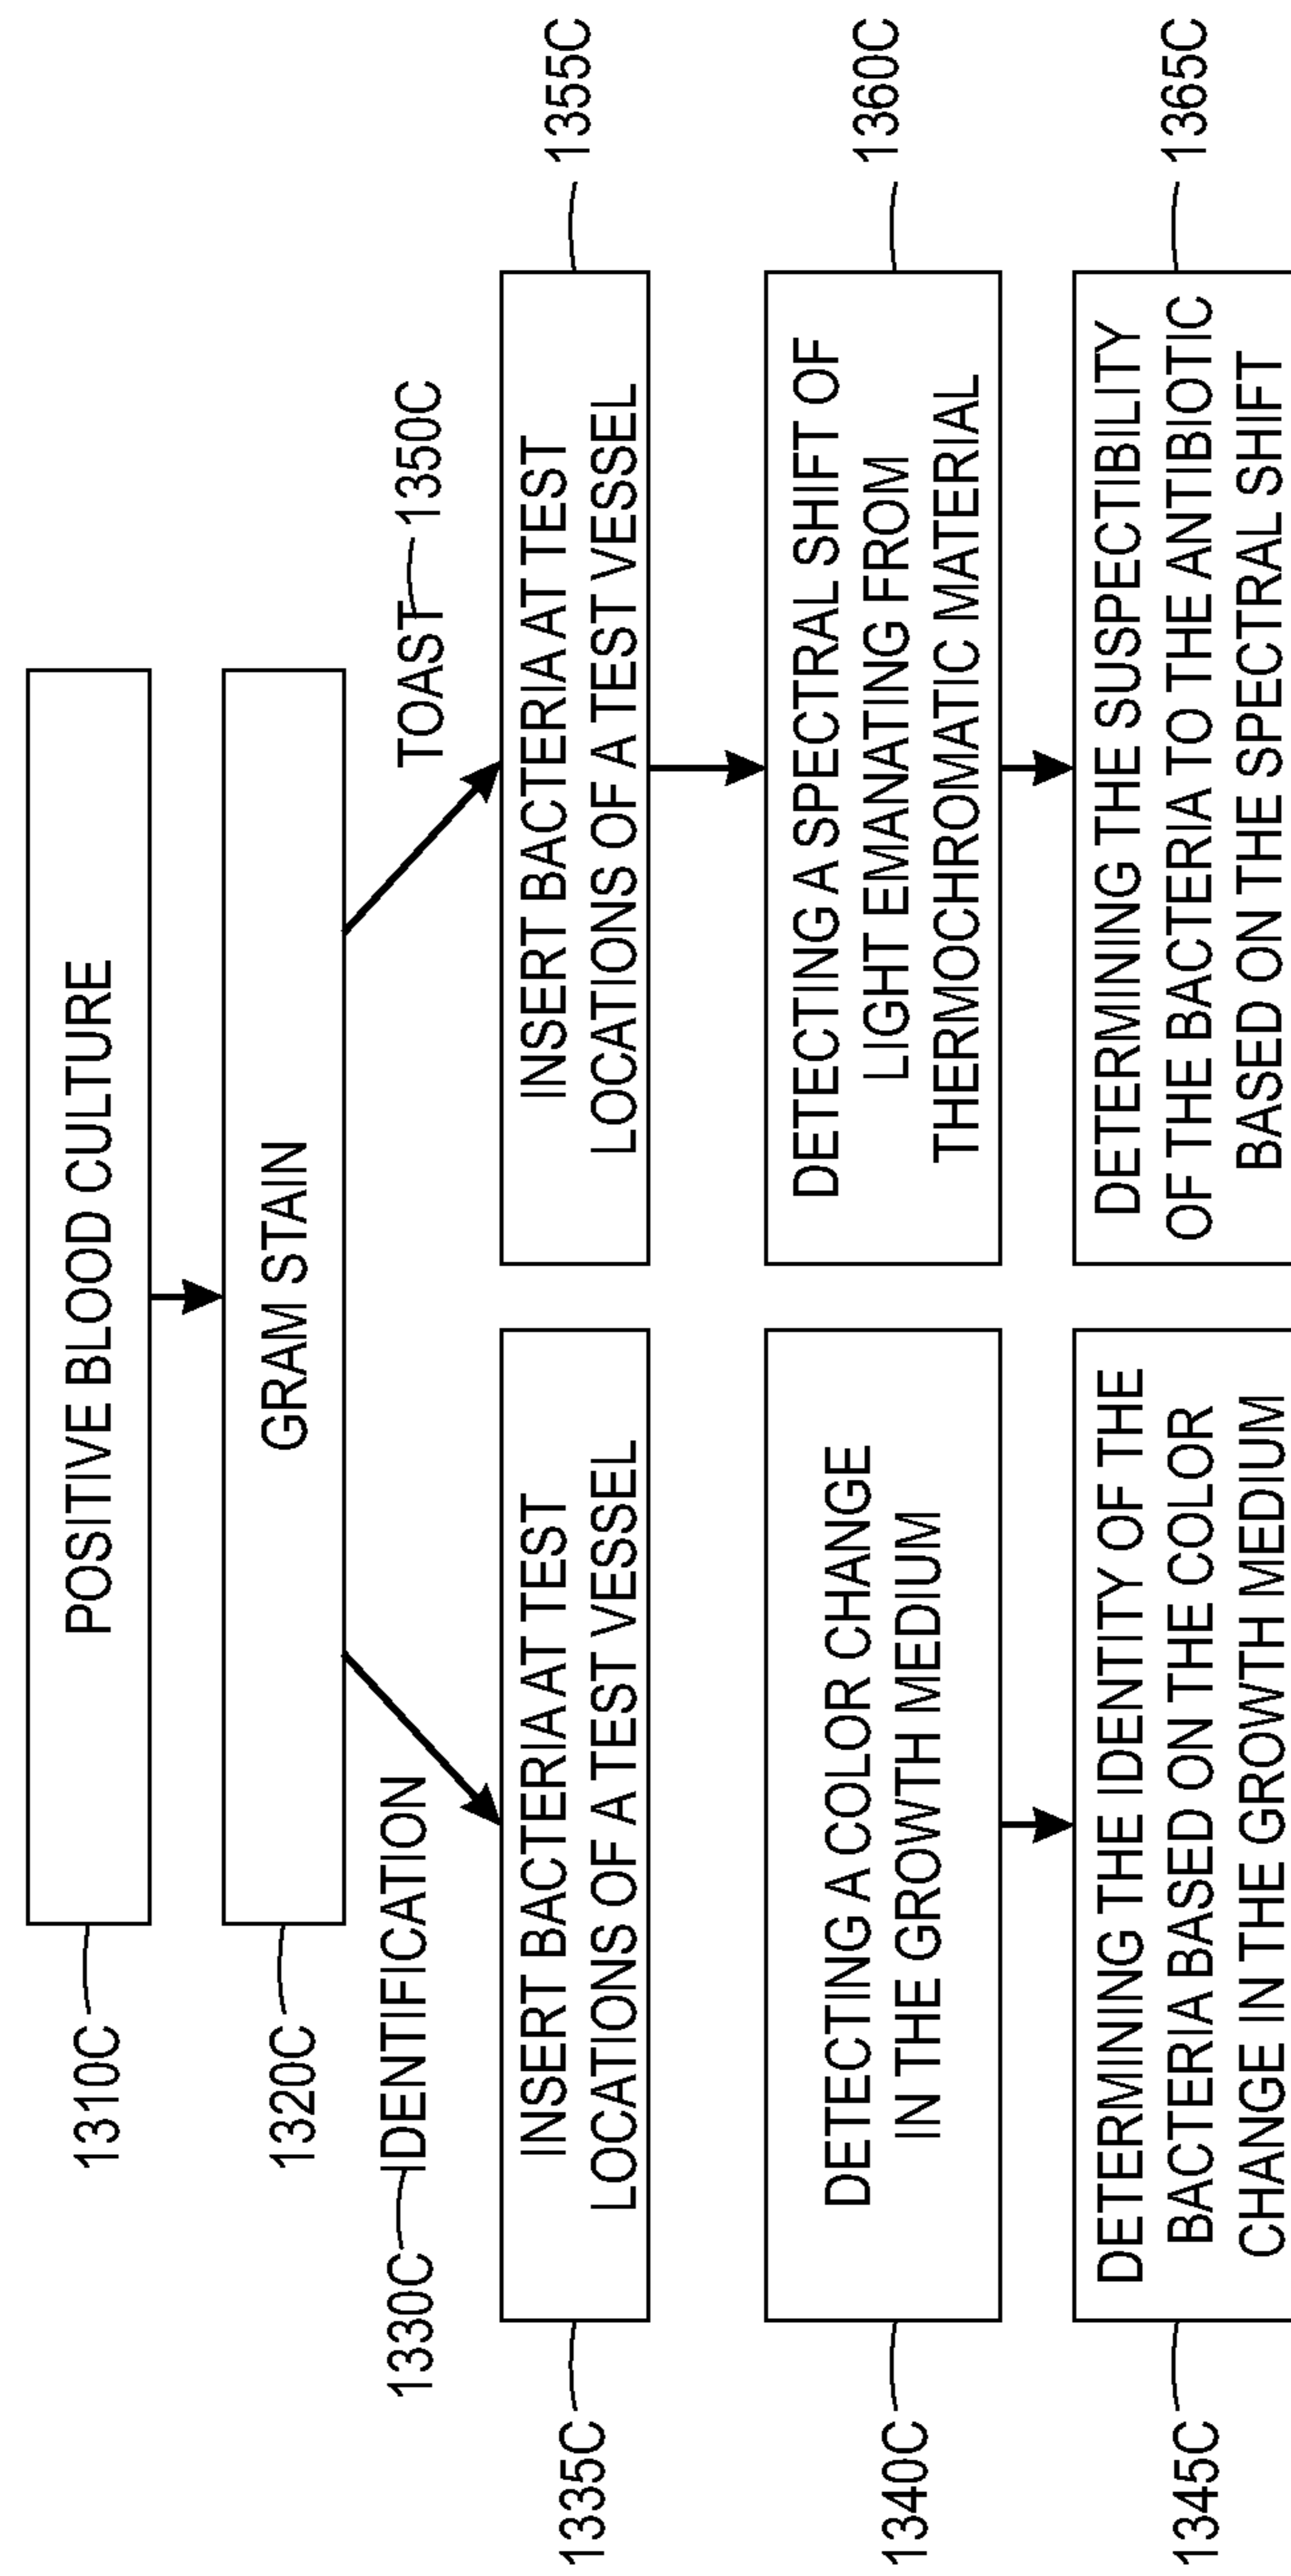 1310C
POSITIVE BLOOD CULTURE
1320C
GRAM STAIN
1330C
IDENTIFICATION
TOAST
1350C
1335C
INSERT BACTERIA AT TEST
LOCATIONS OF A TEST VESSEL
INSERT BACTERIA AT TEST
LOCATIONS OF A TEST VESSEL
1355C
1340C
DETECTING A COLOR CHANGE
IN THE GROWTH MEDIUM
DETECTING A SPECTRAL SHIFT OF
LIGHT EMANATING FROM
THERMOCHROMATIC MATERIAL
1360C
1345C
DETERMINING THE IDENTITY OF THE
BACTERIA BASED ON THE COLOR
CHANGE IN THE GROWTH MEDIUM
DETERMINING THE SUSPECTIBILITY
OF THE BACTERIA TO THE ANTIBIOTIC
BASED ON THE SPECTRAL SHIFT
1365C